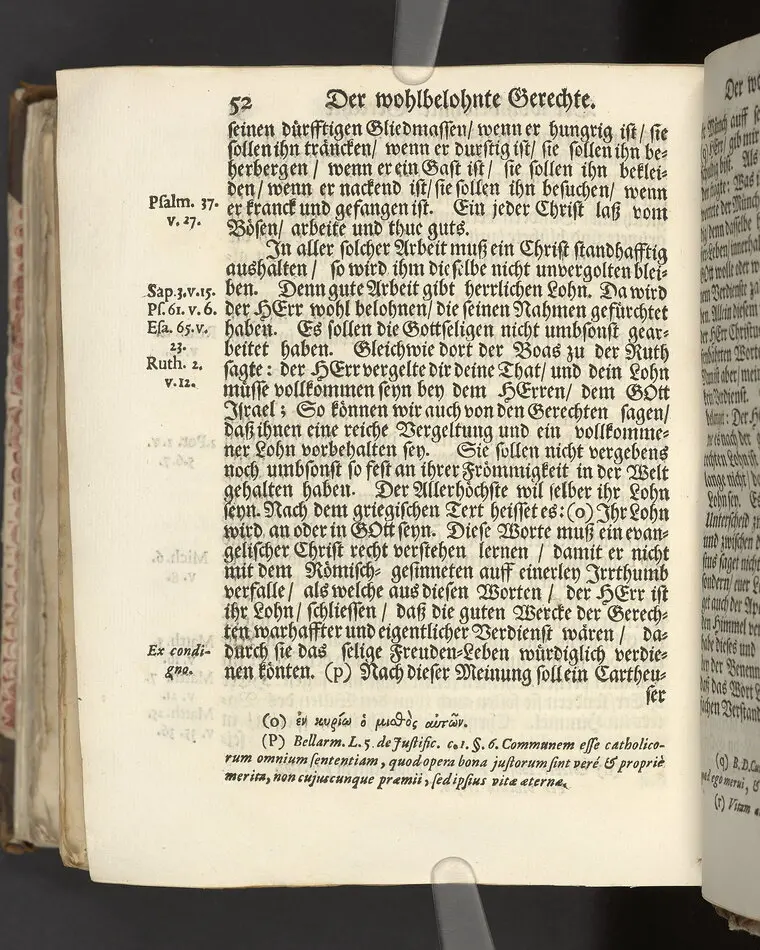 52 Der wohlbelohnte Gerechte.
seinen dürfftigen Gliedmassen/ wenn er hungrig ist/ sie
sollen ihn träncken/ wenn er durstig ist/ sie sollen ihn be-
herbergen / wenn er ein Gast ist/ sie sollen ihn beklei-
den/ wenn er nackend ist/ sie sollen ihn besuchen/ wenn
er kranck und gefangen ist. Ein jeder Christ laß vom
Bösen/ arbeite und thue guts.
Psalm. 37.
v. 27.
In aller solcher Arbeit muß ein Christ standhafftig
aushalten / so wird ihm dieselbe nicht unvergolten blei-
ben. Denn gute Arbeit gibt herrlichen Lohn. Da wird
der HErr wohl belohnen/ die seinen Nahmen gefürchtet
haben. Es sollen die Gottseligen nicht umbsonst gear-
beitet haben. Gleichwie dort der Boas zu der Ruth
sagte: der HErr vergelte dir deine That/ und dein Lohn
müsse vollkommen seyn bey dem HErren/ dem GOtt
Israel; So können wir auch von den Gerechten sagen/
daß ihnen eine reiche Vergeltung und ein vollkomme-
ner Lohn vorbehalten sey. Sie sollen nicht vergebens
noch umbsonst so fest an ihrer Frömmigkeit in der Welt
gehalten haben. Der Allerhöchste wil selber ihr Lohn
seyn. Nach dem griegischen Text heisset es: (o) Ihr Lohn
wird an oder in GOtt seyn. Diese Worte muß ein evan-
gelischer Christ recht verstehen lernen / damit er nicht
mit dem Römisch-gesinneten auff einerley Irrthumb
verfalle/ als welche aus diesen Worten / der HErr ist
ihr Lohn/ schliessen / daß die guten Wercke der Gerech-
ten warhaffter und eigentlicher Verdienst wären / da-
durch sie das selige Freuden-Leben würdiglich verdie-
nen könten. (p) Nach dieser Meinung soll ein Cartheu-
ser
Sap. 3. v. 15.
Ps. 61. v. 6.
Esa. 65. v.
23.
Ruth. 2.
v. 12.
Ex condi-
gno.
(o) ἐν κυρίῳ ὁ μισθὸς αὐτῶν.
(P) Bellarm. L. 5 de Justific. c. 1. §. 6. Communem esse catholico-
rum omnium sententiam, quod opera bona justorum sint veré & propriè
merita, non cujuscunque præmii, sed ipsius vitæ æternæ.